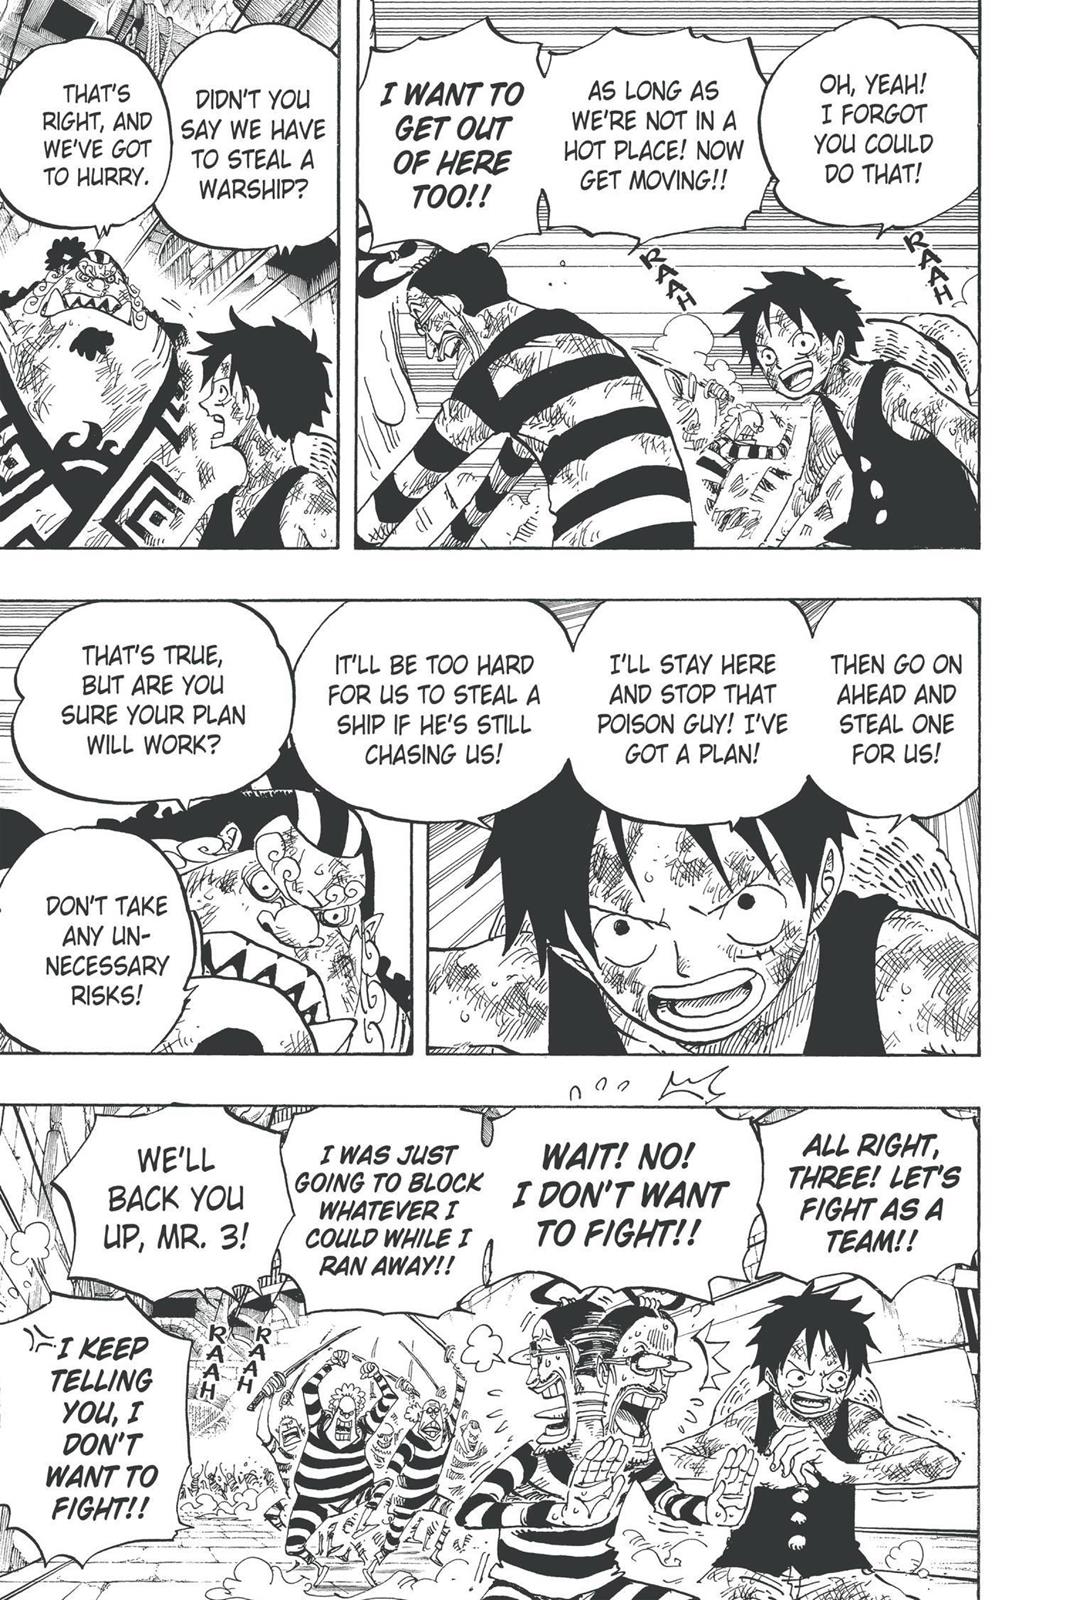 OH, YEAH!
I FORGOT
YOU COULD
DO THAT!
AS LONG AS
WE'RE NOT IN A
HOT PLACE! NOW
GET MOVING!!
I WANT TO
GET OUT
OF HERE
TOO!!
RAAH
RAAH
DIDN'T YOU
SAY WE HAVE
TO STEAL A
WARSHIP?
THAT'S
RIGHT, AND
WE'VE GOT
TO HURRY.
THEN GO ON
AHEAD AND
STEAL ONE
FOR US!
I'LL STAY HERE
AND STOP THAT
POISON GUY! I'VE
GOT A PLAN!
IT'LL BE TOO HARD
FOR US TO STEAL A
SHIP IF HE'S STILL
CHASING US!
THAT'S TRUE,
BUT ARE YOU
SURE YOUR PLAN
WILL WORK?
DON'T TAKE
ANY UN-
NECESSARY
RISKS!
ALL RIGHT,
THREE! LET'S
FIGHT AS A
TEAM!!
WAIT! NO!
I DON'T WANT
TO FIGHT!!
I WAS JUST
GOING TO BLOCK
WHATEVER I
COULD WHILE I
RAN AWAY!!
WE'LL
BACK YOU
UP, MR. 3!
RAAH
RAAH
I KEEP
TELLING
YOU, I
DON'T
WANT TO
FIGHT!!